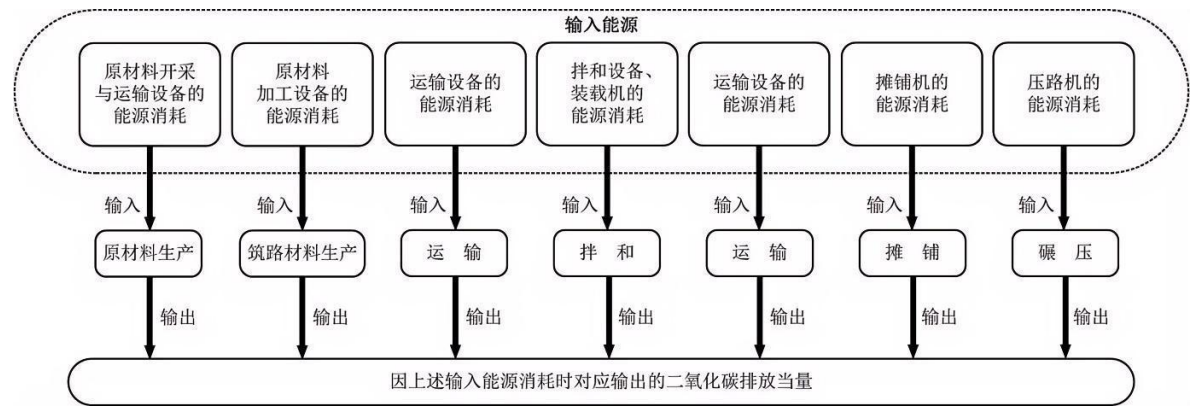 输入能源
原材料开采
与运输设备的
能源消耗
原材料
加工设备的
能源消耗
运输设备的
能源消耗
拌和设备、
装载机的
能源消耗
运输设备的
能源消耗
摊铺机的
能源消耗
压路机的
能源消耗
输入
输入
输入
输入
输入
输入
输入
原材料生产
筑路材料生产
运 输
拌 和
运 输
摊 铺
碾 压
输出
输出
输出
输出
输出
输出
输出
因上述输入能源消耗时对应输出的二氧化碳排放当量